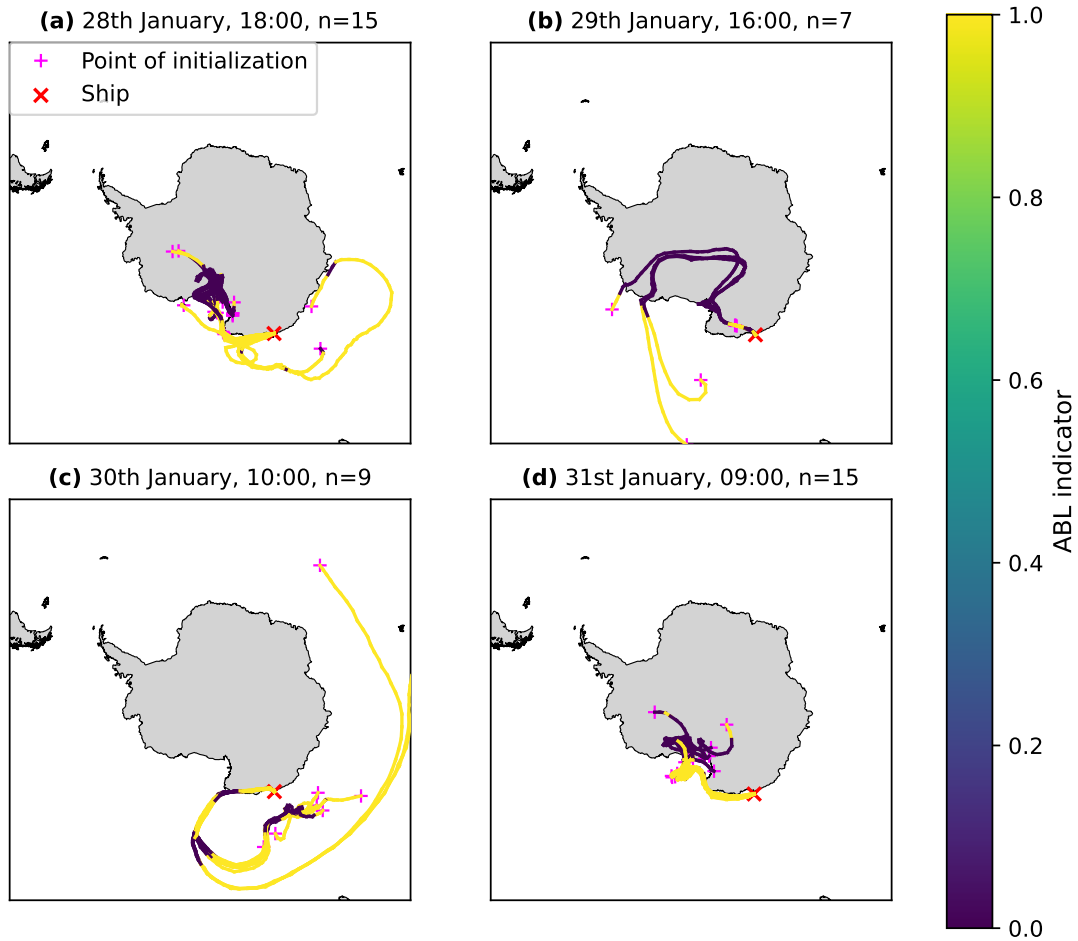 (a) 28th January, 18:00, n=15
Point of initialization
Ship
(b) 29th January, 16:00, n=7
(c) 30th January, 10:00, n=9
(d) 31st January, 09:00, n=15
1.0
0.8
0.6
0.4
0.2
0.0
ABL indicator